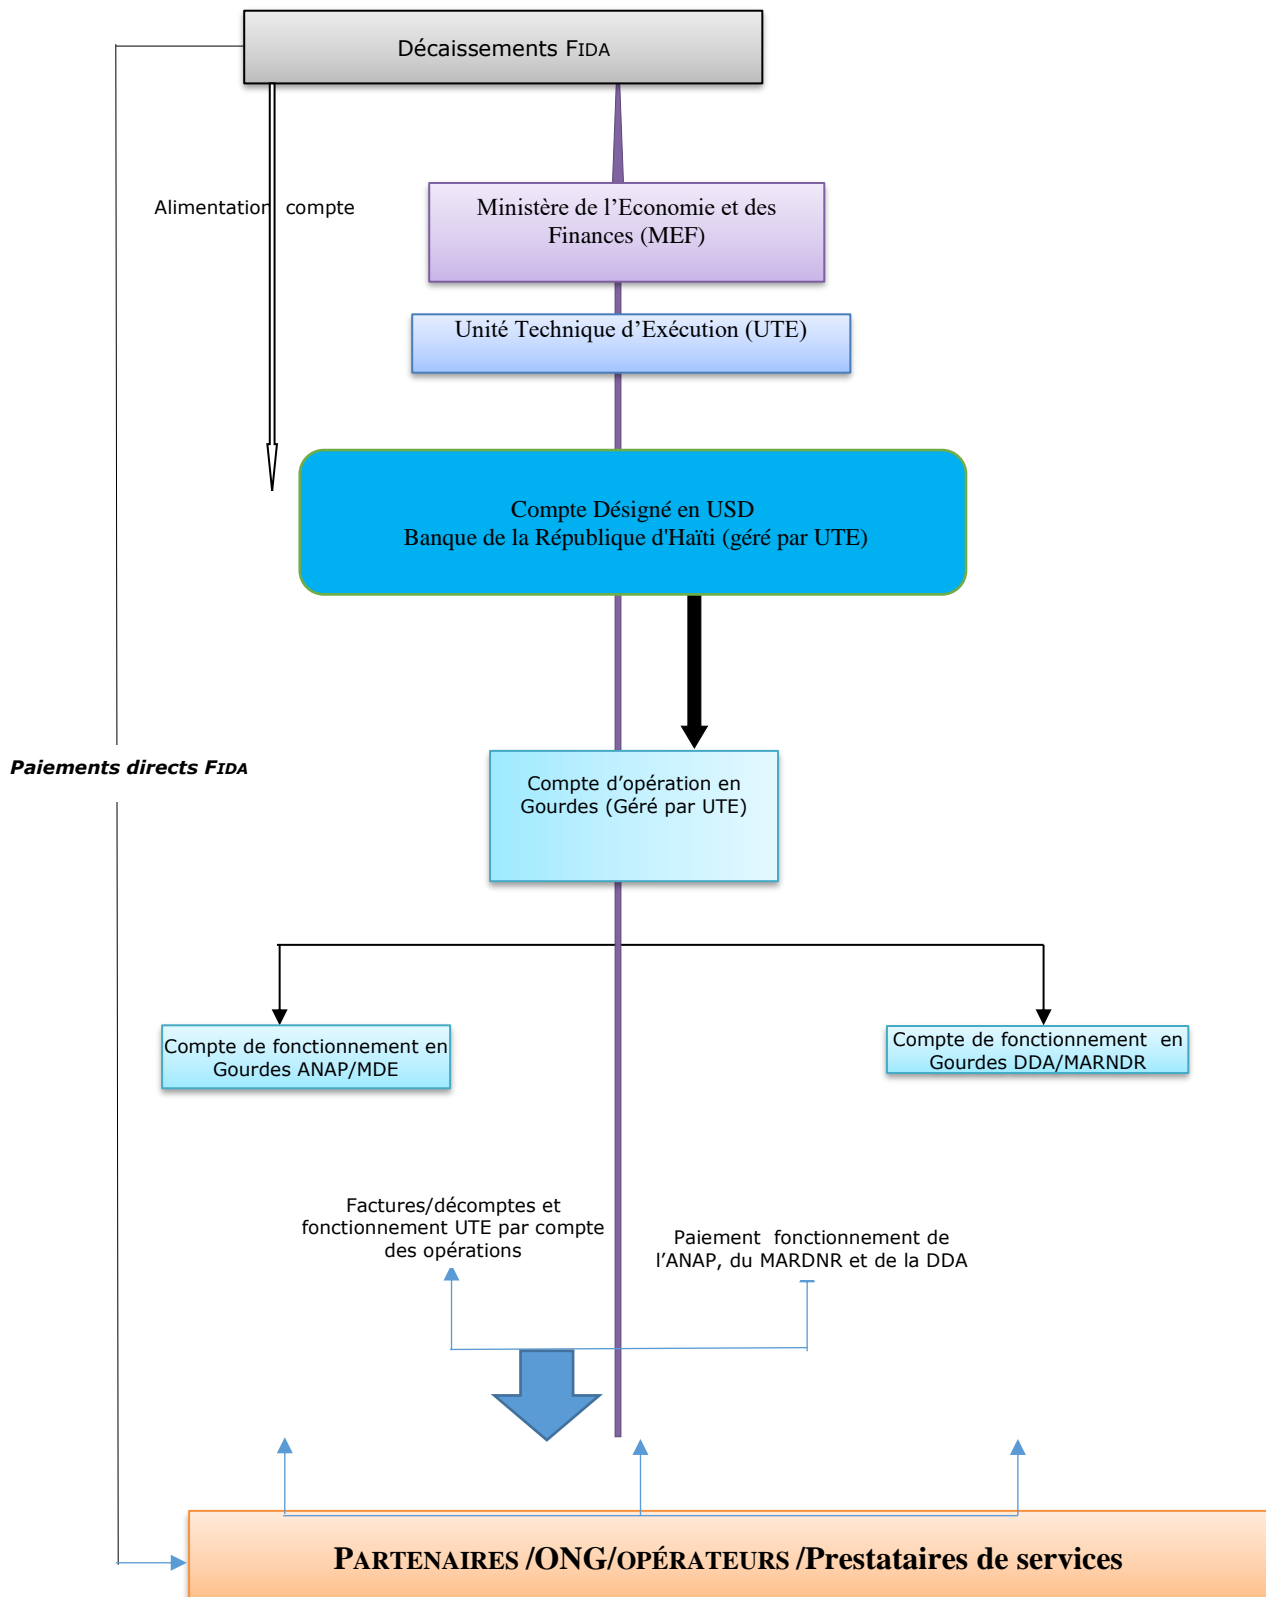 Décaissements FIDA
Alimentation compte
Ministère de l’Economie et des
Finances (MEF)
Unité Technique d’Exécution (UTE)
Compte Désigné en USD
Banque de la République d'Haïti (géré par UTE)
Paiements directs FIDA
Compte d’opération en
Gourdes (Géré par UTE)
Compte de fonctionnement en
Gourdes ANAP/MDE
Compte de fonctionnement en
Gourdes DDA/MARNDR
Factures/décomptes et
fonctionnement UTE par compte
des opérations
Paiement fonctionnement de
l’ANAP, du MARDNR et de la DDA
PARTENAIRES /ONG/OPÉRATEURS /Prestataires de services